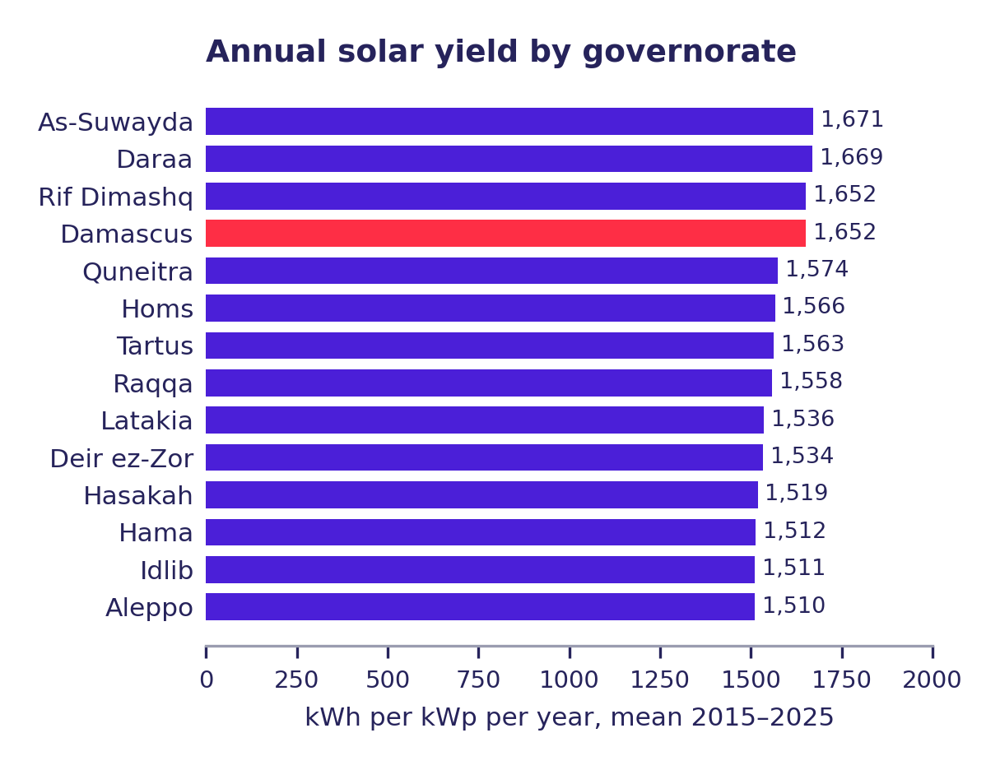 Annual solar yield by governorate
As-Suwayda 1,671
Daraa 1,669
Rif Dimashq 1,652
Damascus 1,652
Quneitra 1,574
Homs 1,566
Tartus 1,563
Raqqa 1,558
Latakia 1,536
Deir ez-Zor 1,534
Hasakah 1,519
Hama 1,512
Idlib 1,511
Aleppo 1,510
0 250 500 750 1000 1250 1500 1750 2000
kWh per kWp per year, mean 2015–2025